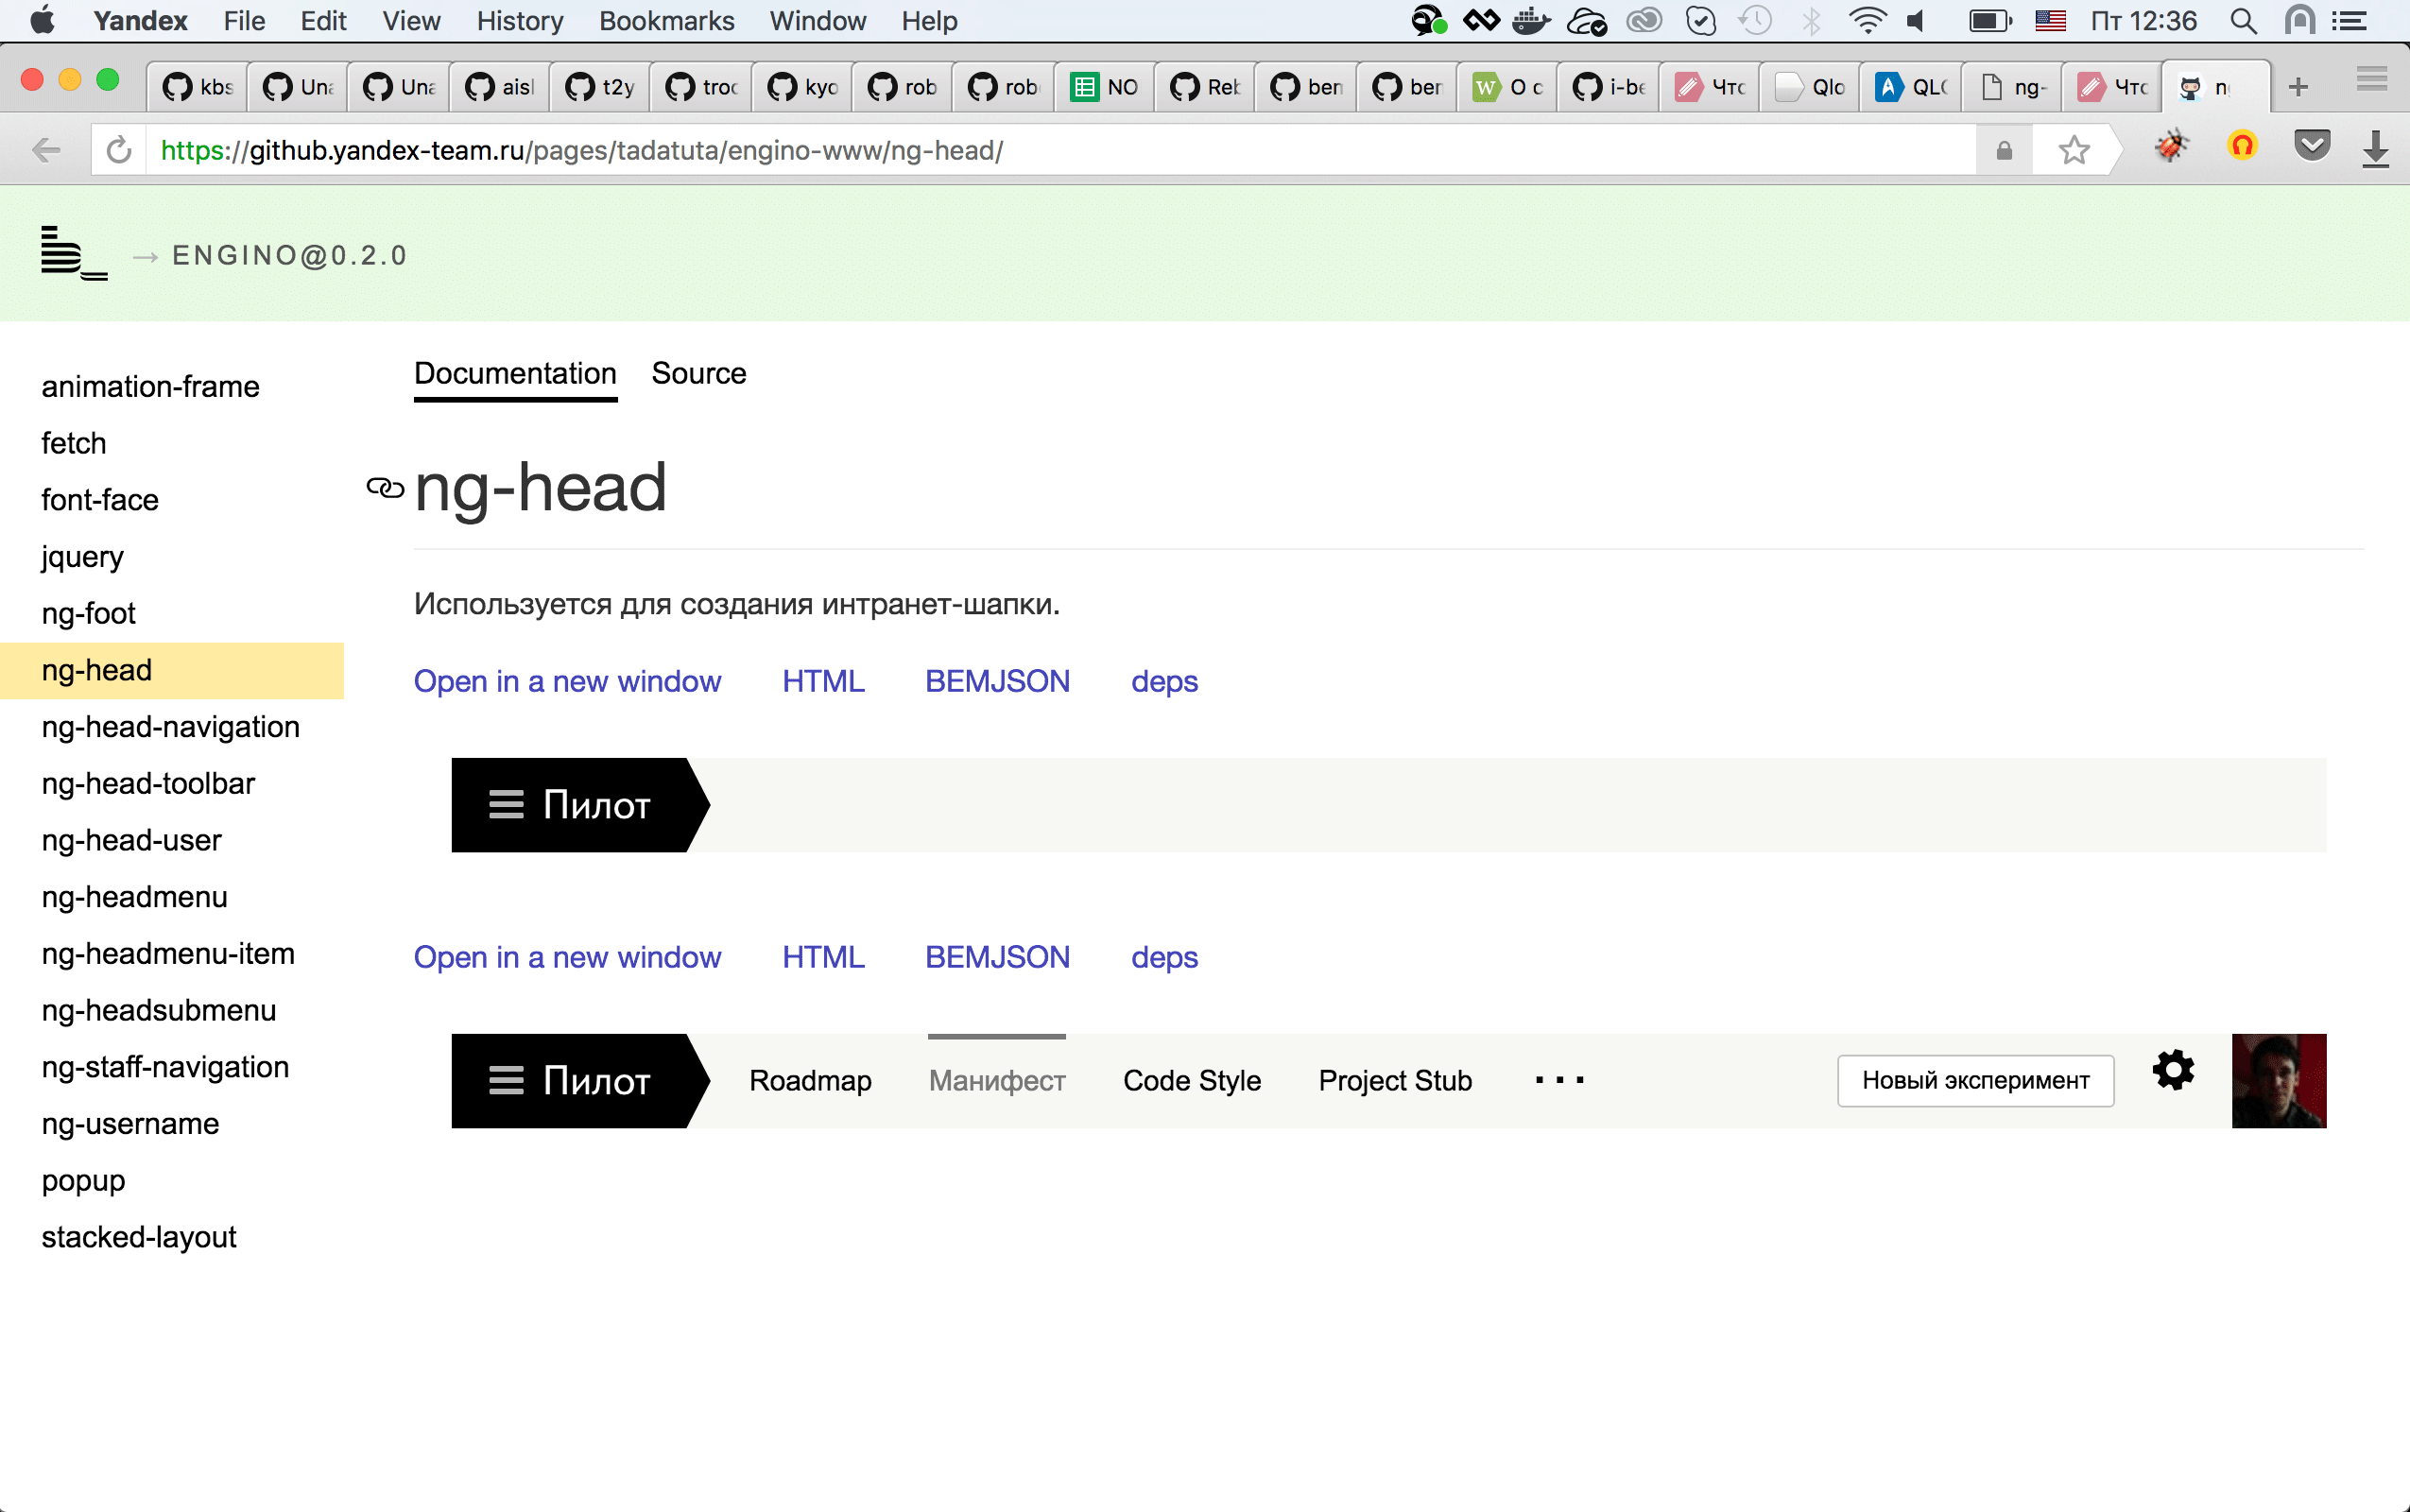 Yandex File Edit View History Bookmarks Window Help Пт 12:36
kbs Una Una aisl t2y troc kyo rob rob NO Reb ben ber О с i-be Что Qlo QLC ng- Что n
https://github.yandex-team.ru/pages/tadatuta/engino-www/ng-head/
→ ENGINO@0.2.0
animation-frame
fetch
font-face
jquery
ng-foot
ng-head
ng-head-navigation
ng-head-toolbar
ng-head-user
ng-headmenu
ng-headmenu-item
ng-headsubmenu
ng-staff-navigation
ng-username
popup
stacked-layout
Documentation Source
ng-head
Используется для создания интранет-шапки.
Open in a new window HTML BEMJSON deps
Пилот
Open in a new window HTML BEMJSON deps
Пилот Roadmap Манифест Code Style Project Stub ··· Новый эксперимент